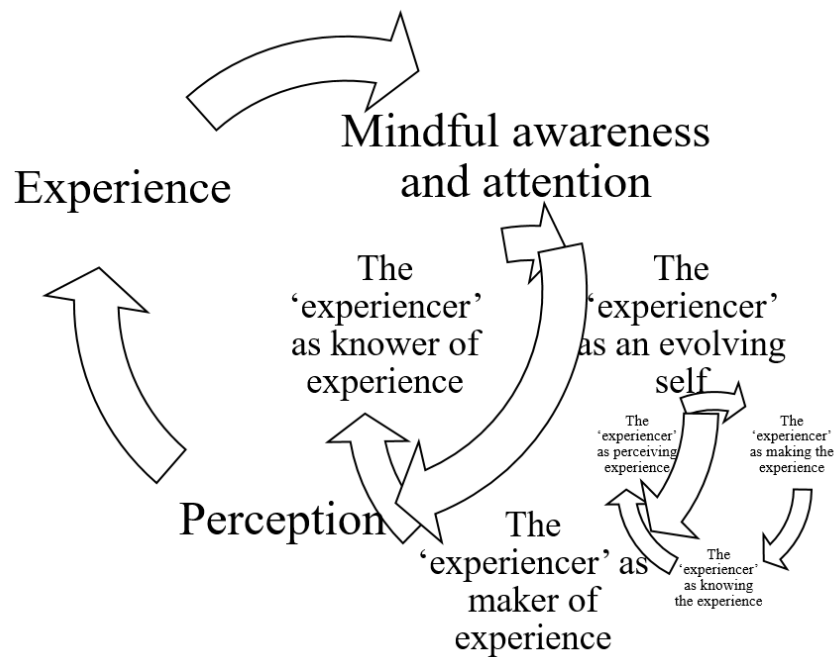 Mindful awareness
and attention
Experience
The
‘experiencer’
as knower of
experience
The
‘experiencer’
as an evolving
self
The
‘experiencer’
as perceiving
experience
The
‘experiencer’
as making the
experience
Perception
The
‘experiencer’ as
maker of
experience
The
‘experiencer’
as knowing
the experience